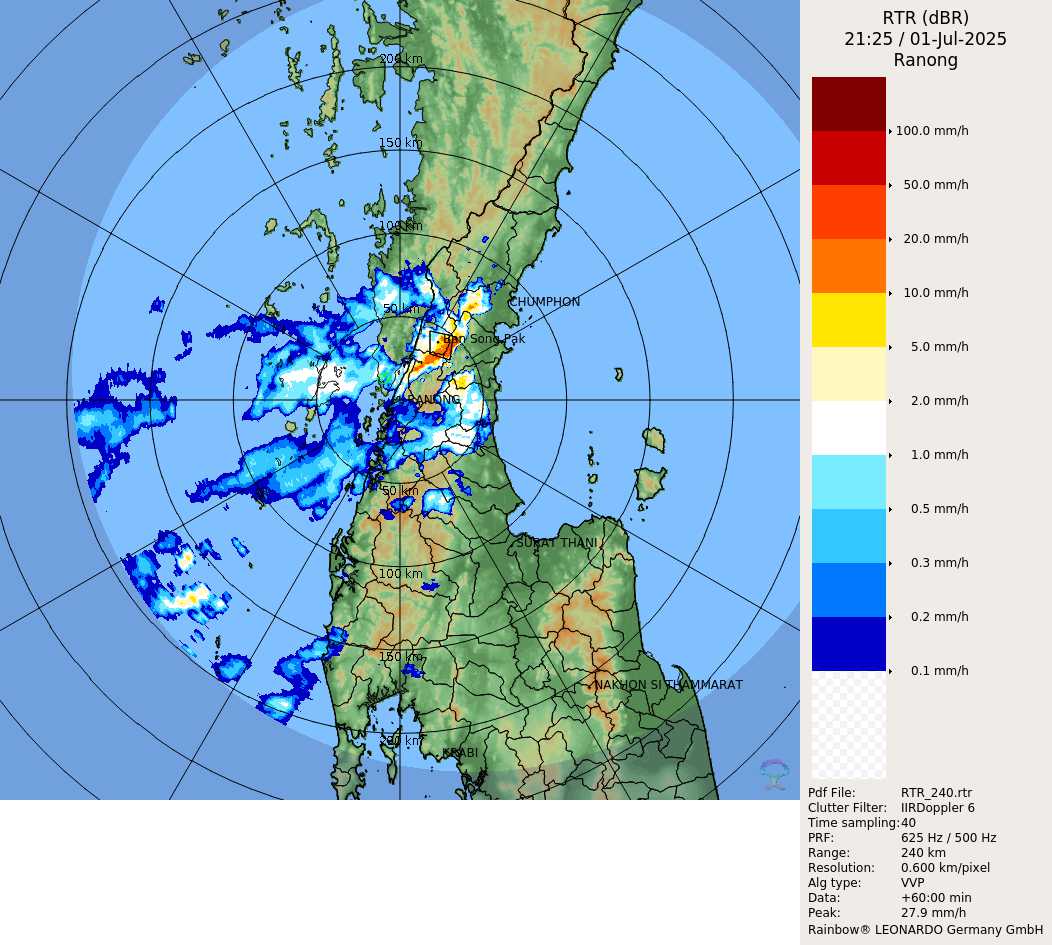 RTR (dBR)
21:25 / 01-Jul-2025
Ranong
200 km
150 km
100 km
50 km
CHUMPHON
Ban Song Pak
RANONG
50 km
SURAT THANI
100 km
150 km
NAKHON SI THAMMARAT
200 km
KRABI
100.0 mm/h
50.0 mm/h
20.0 mm/h
10.0 mm/h
5.0 mm/h
2.0 mm/h
1.0 mm/h
0.5 mm/h
0.3 mm/h
0.2 mm/h
0.1 mm/h
Pdf File: RTR_240.rtr
Clutter Filter: IIRDoppler 6
Time sampling:40
PRF: 625 Hz / 500 Hz
Range: 240 km
Resolution: 0.600 km/pixel
Alg type: VVP
Data: +60:00 min
Peak: 27.9 mm/h
Rainbow® LEONARDO Germany GmbH